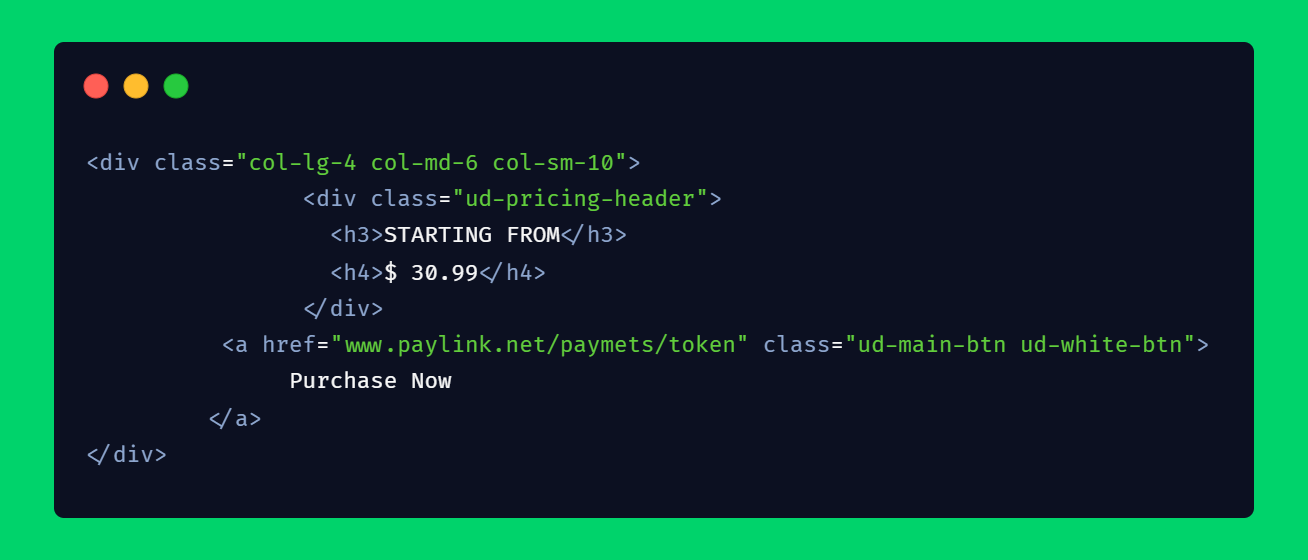 <div class="col-lg-4 col-md-6 col-sm-10">
<div class="ud-pricing-header">
<h3>STARTING FROM</h3>
<h4>$ 30.99</h4>
</div>
<a href="www.paylink.net/paymets/token" class="ud-main-btn ud-white-btn">
Purchase Now
</a>
</div>